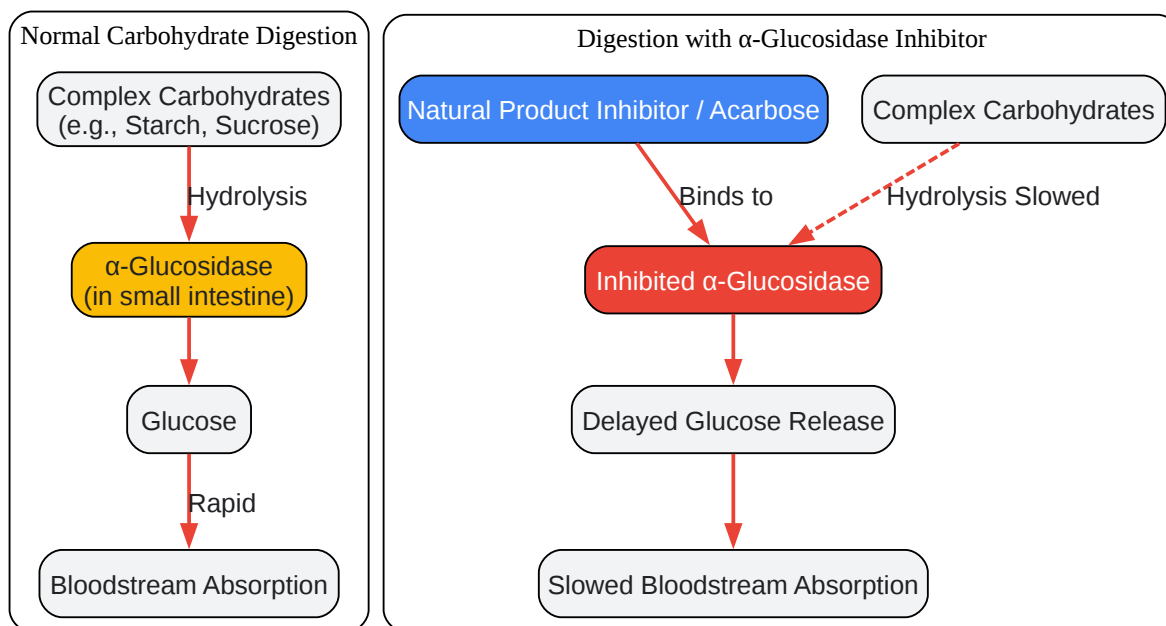 Normal Carbohydrate Digestion
Complex Carbohydrates
(e.g., Starch, Sucrose)
Hydrolysis
α-Glucosidase
(in small intestine)
Glucose
Rapid
Bloodstream Absorption
Digestion with α-Glucosidase Inhibitor
Natural Product Inhibitor / Acarbose
Complex Carbohydrates
Binds to
Hydrolysis Slowed
Inhibited α-Glucosidase
Delayed Glucose Release
Slowed Bloodstream Absorption